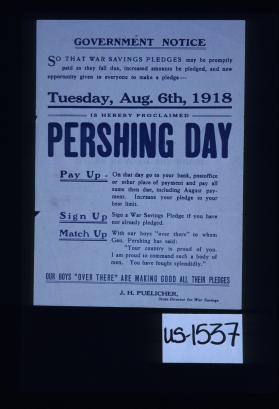 GOVERNMENT NOTICE
SO THAT WAR SAVINGS PLEDGES may be promptly
paid as they fall due, increased amounts be pledged, and new
opportunity given to everyone to make a pledge—
Tuesday, Aug. 6th, 1918
IS HEREBY PROCLAIMED
PERSHING DAY
Pay Up - On that day go to your bank, postoffice
or other place of payment and pay all
sums then due, including August pay-
ment. Increase your pledge to your
best limit.
Sign Up Sign a War Savings Pledge if you have
not already pledged.
Match Up With our boys "over there" to whom
Gen. Pershing has said:
"Your country is proud of you.
I am proud to command such a body of
men. You have fought splendidly."
OUR BOYS "OVER THERE" ARE MAKING GOOD ALL THEIR PLEDGES
J. H. PUELICHER,
State Director for War Savings
US-1537